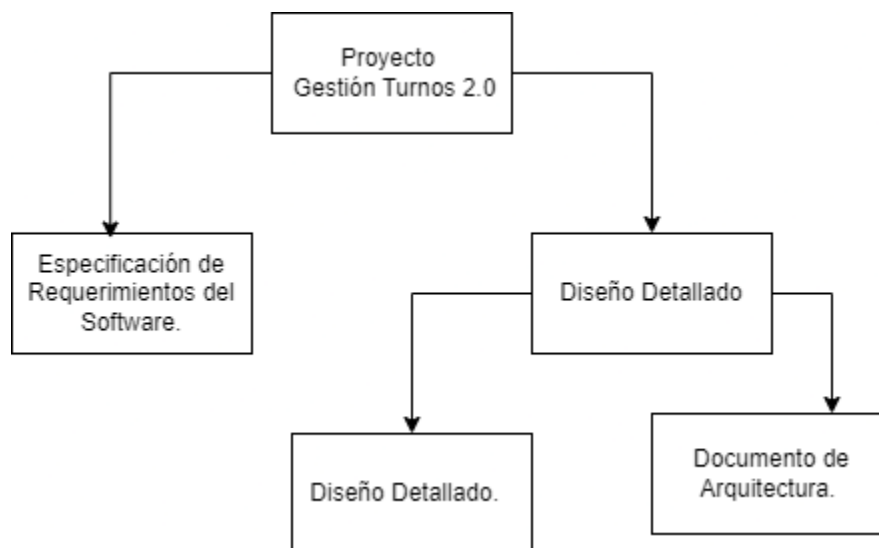 Proyecto
Gestión Turnos 2.0
Especificación de
Requerimientos del
Software.
Diseño Detallado
Diseño Detallado.
Documento de
Arquitectura.